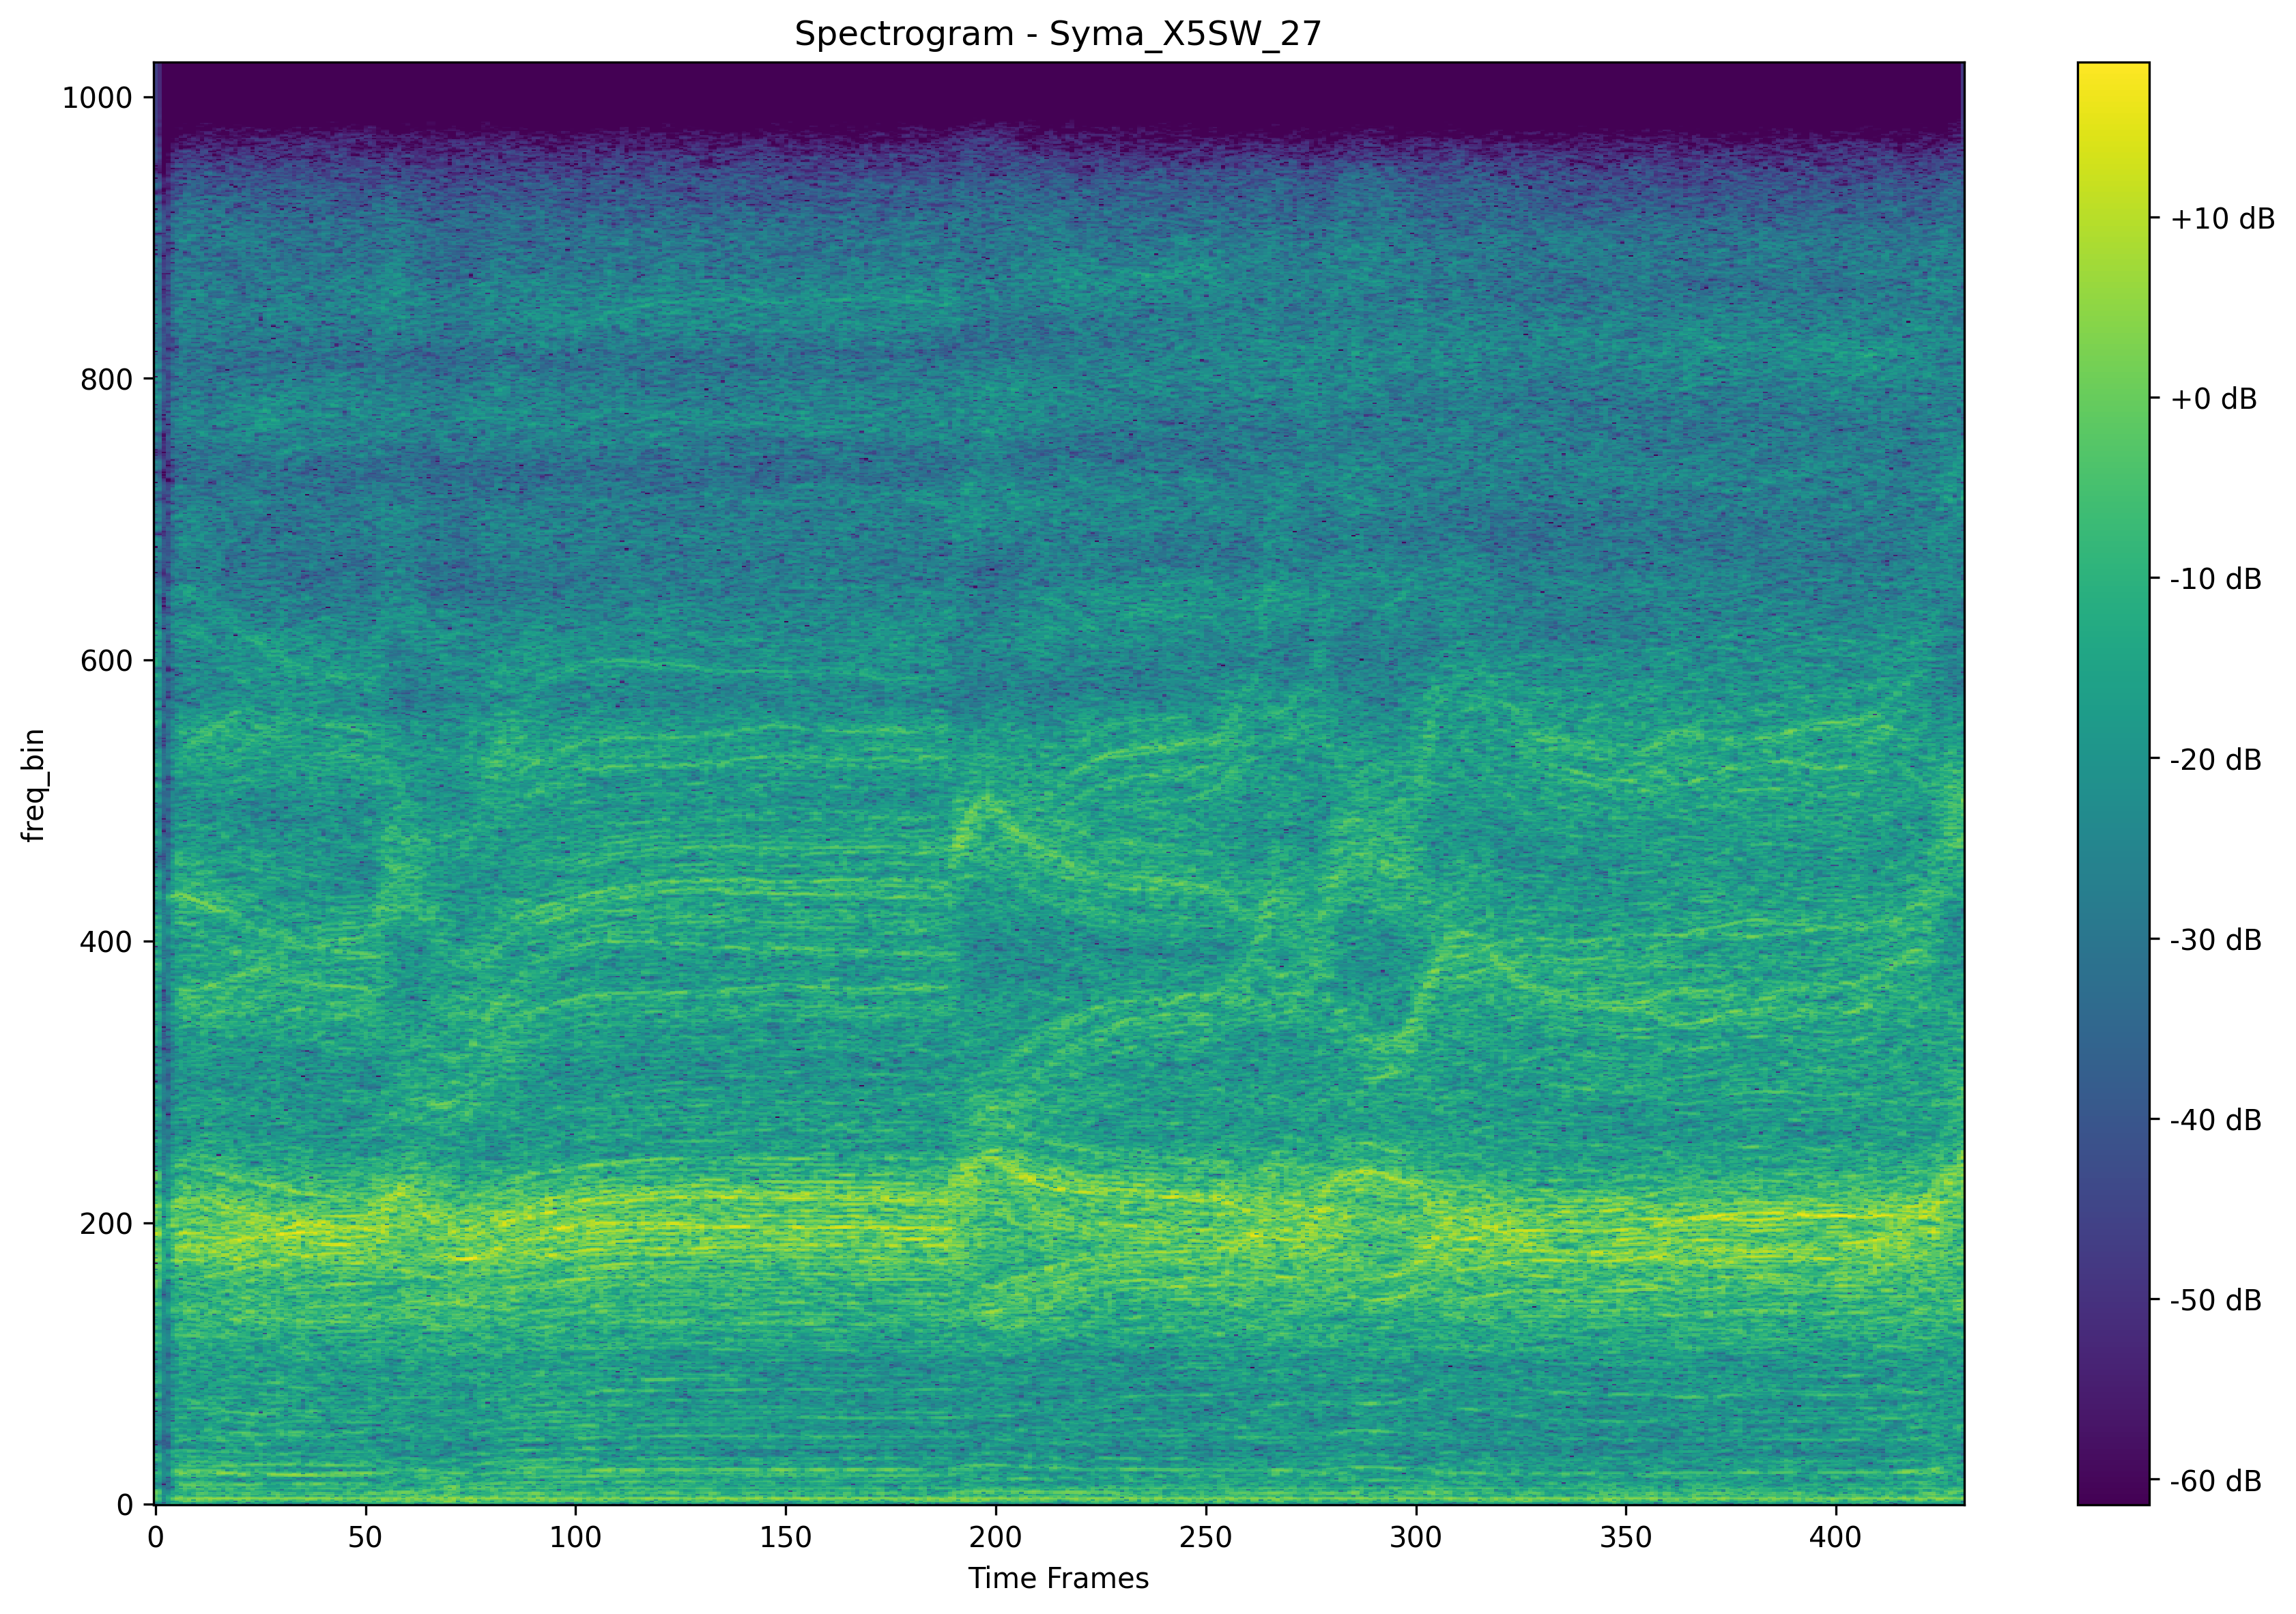 Spectrogram - Syma_X5SW_27
freq_bin
1000
800
600
400
200
0
0 50 100 150 200 250 300 350 400
Time Frames
+10 dB
+0 dB
-10 dB
-20 dB
-30 dB
-40 dB
-50 dB
-60 dB